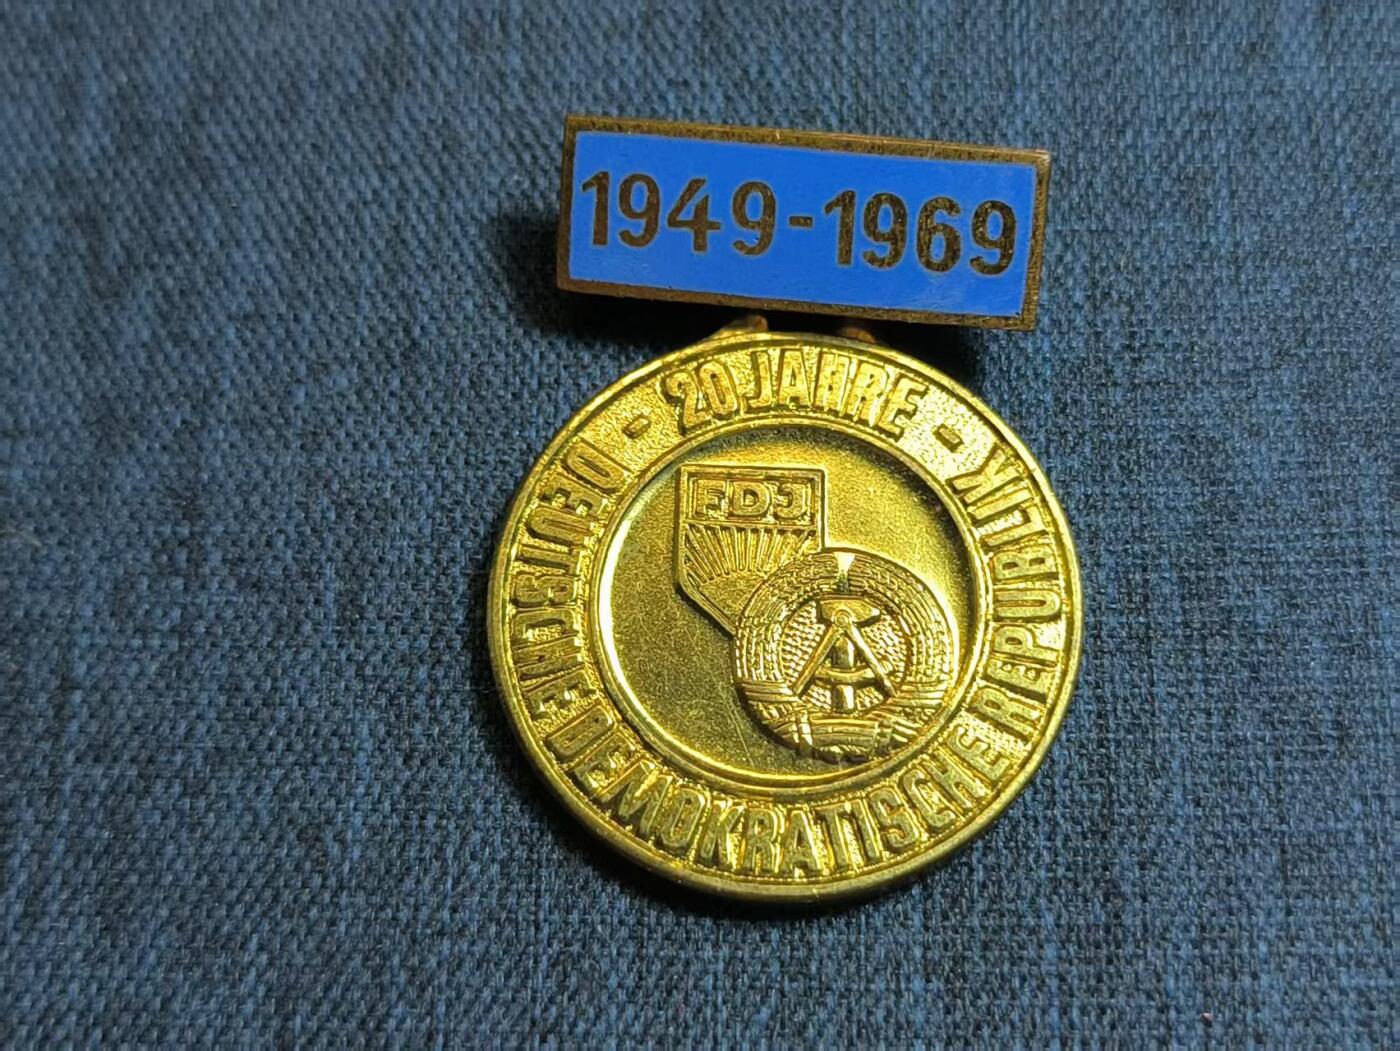 1949-1969
- 20 JAHRE -
DEUTSCHE DEMOKRATISCHE REPUBLIK
FDJ